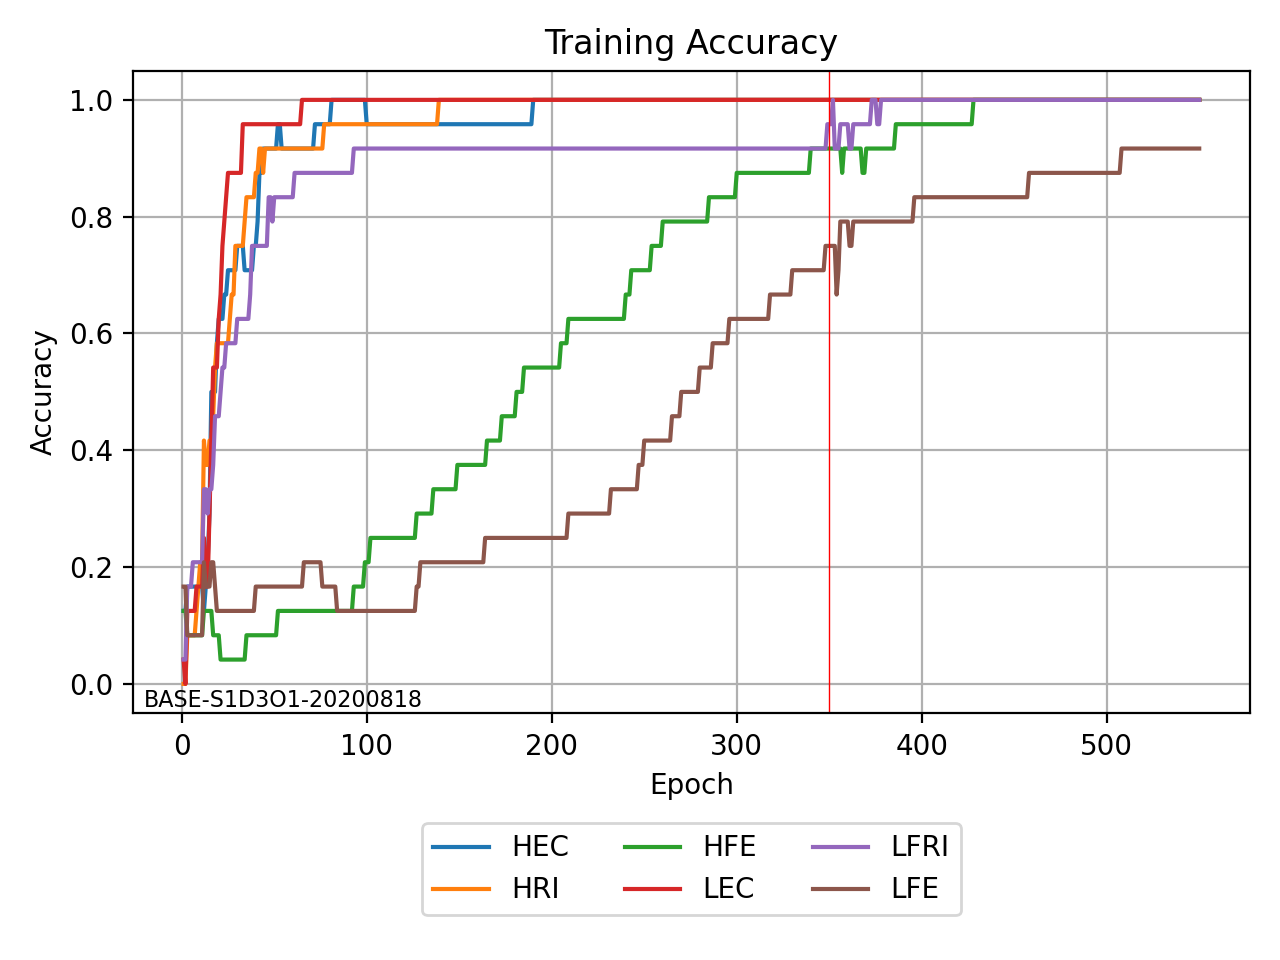 Training Accuracy
1.0
0.8
0.6
0.4
0.2
0.0
Accuracy
BASE-S1D3O1-20200818
0 100 200 300 400 500
Epoch
HEC HFE LFRI
HRI LEC LFE